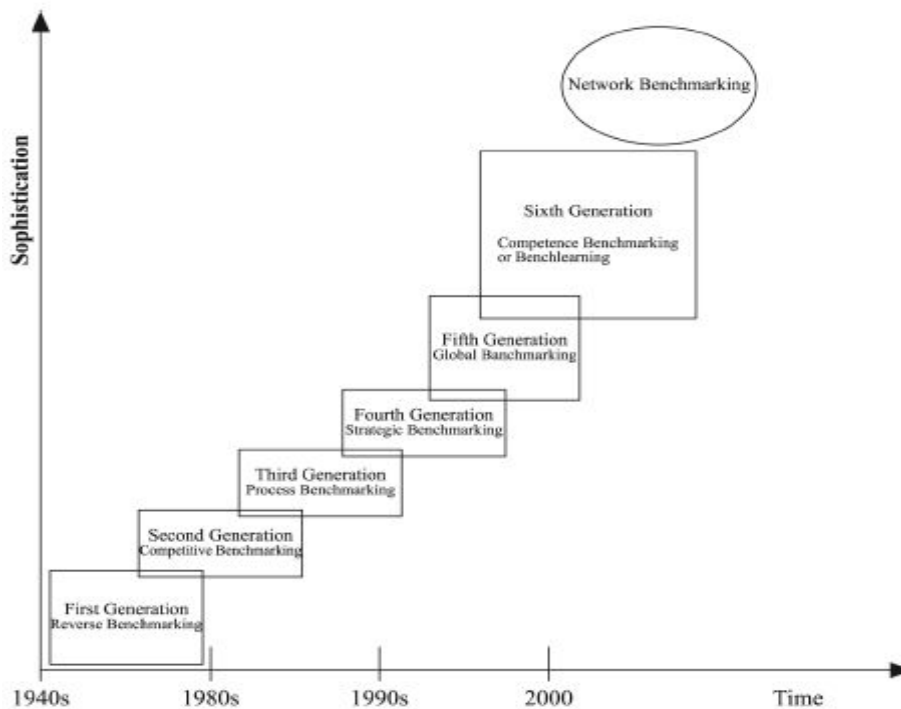 Network Benchmarking
Sophistication
Sixth Generation
Competence Benchmarking
or Benchlearning
Fifth Generation
Global Banchmarking
Fourth Generation
Strategic Benchmarking
Third Generation
Process Benchmarking
Second Generation
Competitive Benchmarking
First Generation
Reverse Benchmarking
1940s 1980s 1990s 2000 Time